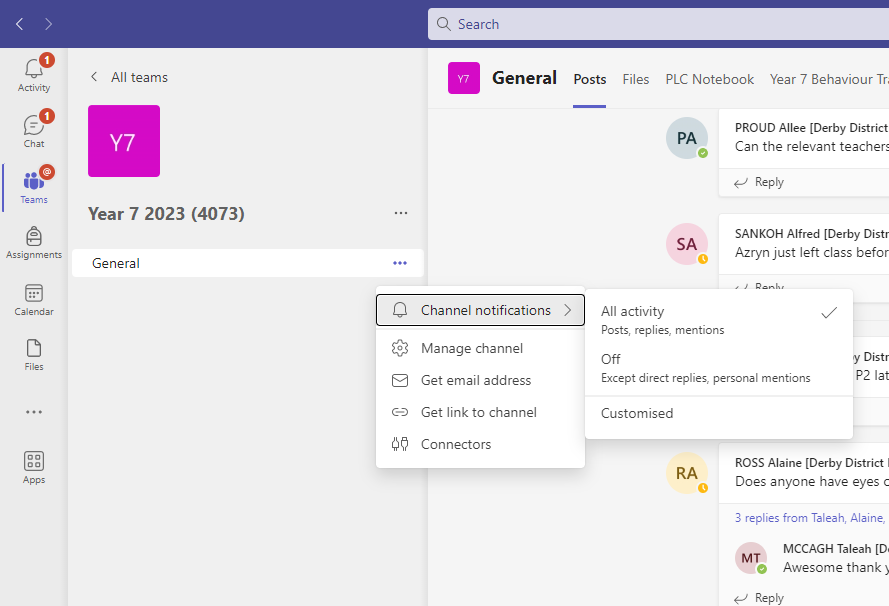 Search
1
Activity
1
Chat
@
Teams
Assignments
Calendar
Files
Apps
All teams
Y7
Year 7 2023 (4073)
General
Channel notifications
Manage channel
Get email address
Get link to channel
Connectors
All activity
Posts, replies, mentions
Off
Except direct replies, personal mentions
Customised
Y7 General Posts Files PLC Notebook Year 7 Behaviour Tra
PA
PROUD Allee [Derby District
Can the relevant teachers
Reply
SA
SANKOH Alfred [Derby Distr
Azryn just left class befor
Reply
y Distr
P2 lat
RA
ROSS Alaine [Derby District
Does anyone have eyes o
3 replies from Taleah, Alaine,
MT
MCCAGH Taleah [De
Awesome thank y
Reply